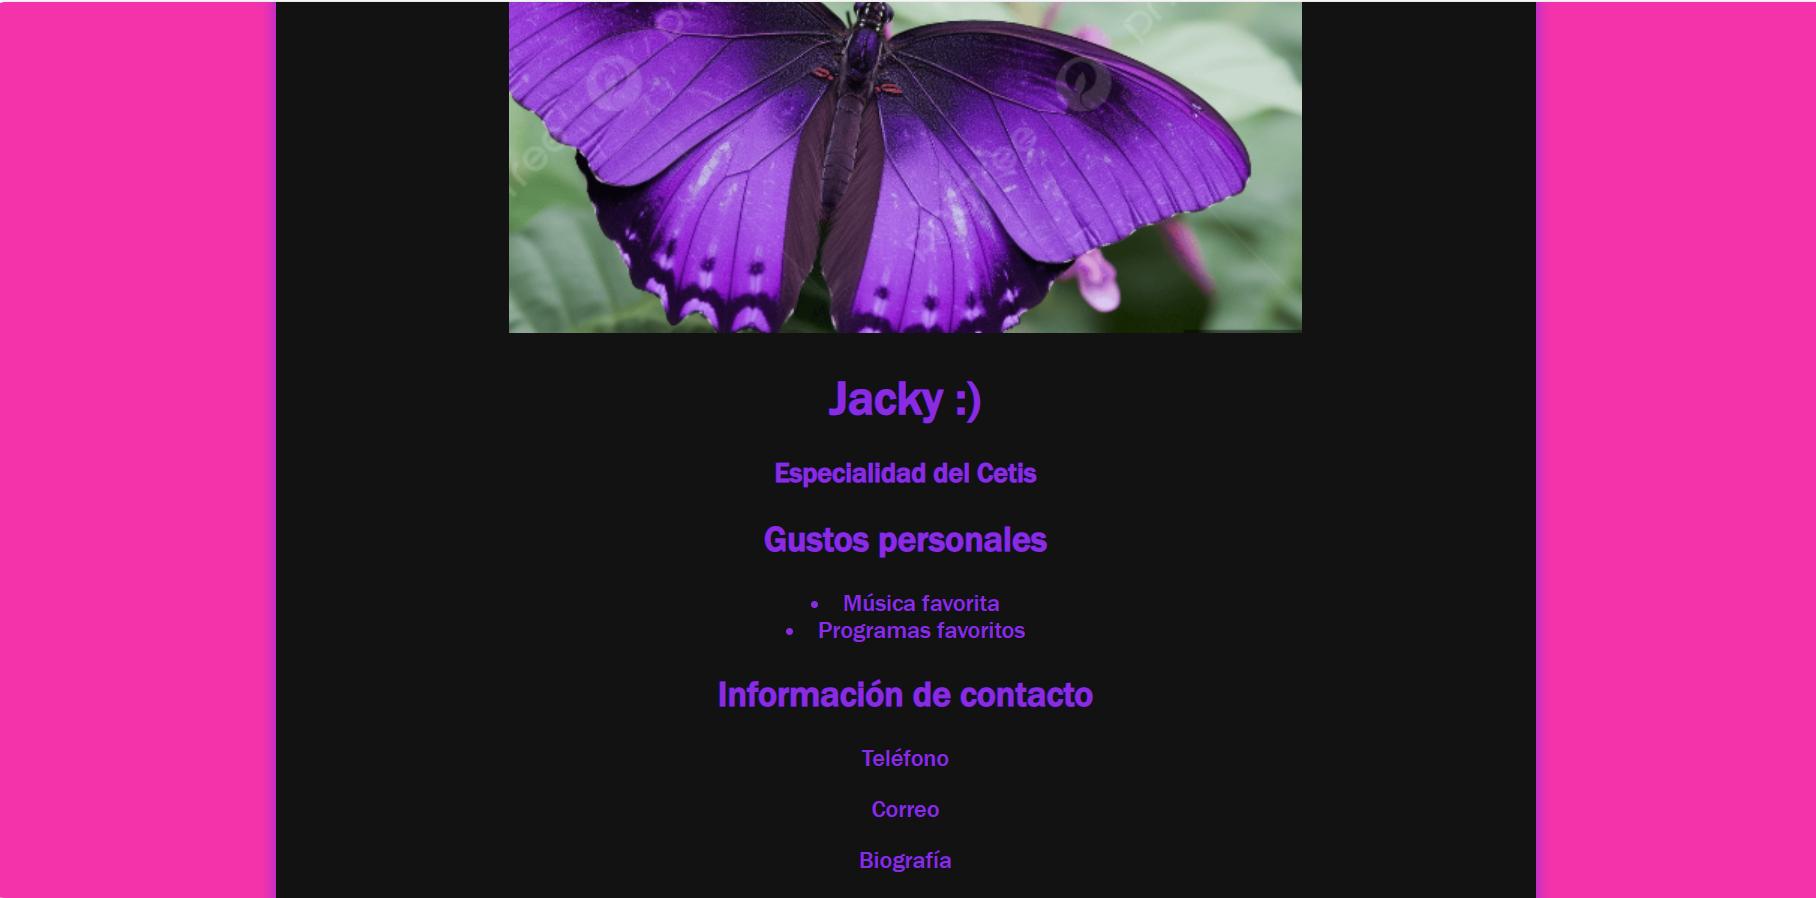 Jacky :)
Especialidad del Cetis
Gustos personales
• Música favorita
• Programas favoritos
Información de contacto
Teléfono
Correo
Biografía